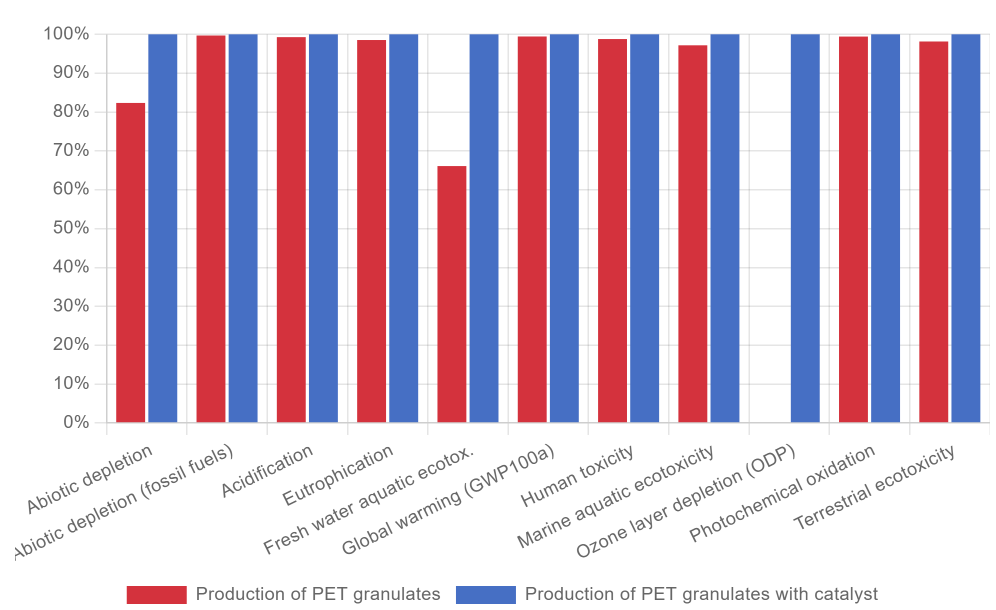 100%
90%
80%
70%
60%
50%
40%
30%
20%
10%
0%
Abiotic depletion
Abiotic depletion (fossil fuels)
Acidification
Eutrophication
Fresh water aquatic ecotox.
Global warming (GWP100a)
Human toxicity
Marine aquatic ecotoxicity
Ozone layer depletion (ODP)
Photochemical oxidation
Terrestrial ecotoxicity
Production of PET granulates Production of PET granulates with catalyst